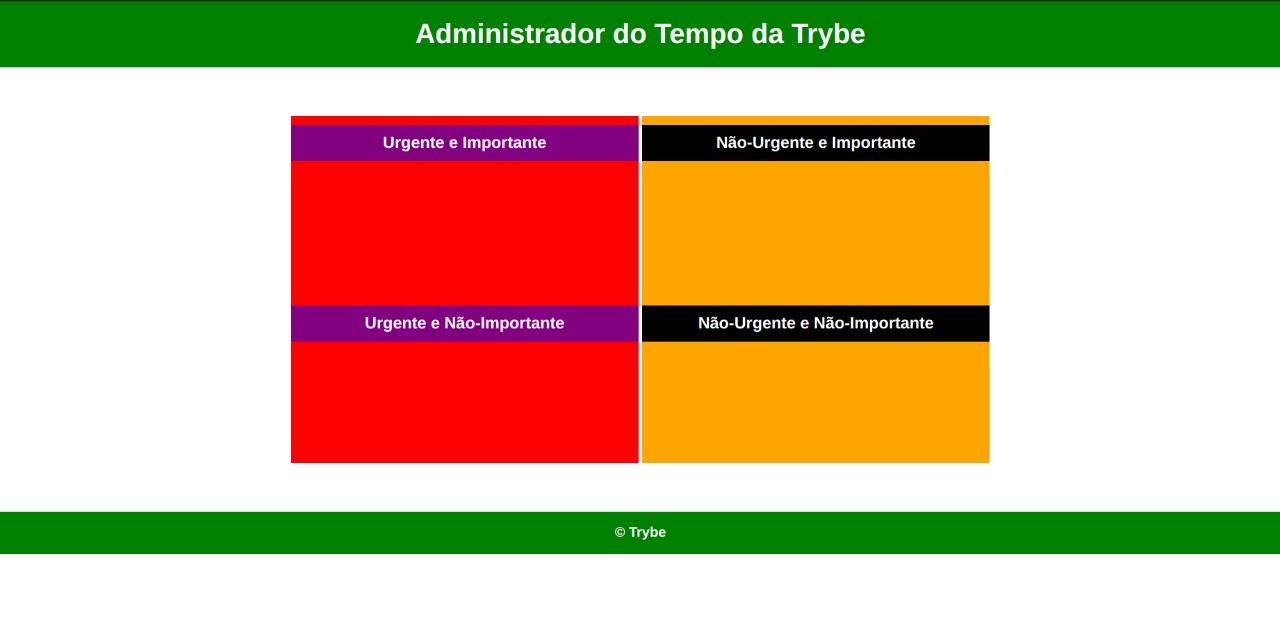 Administrador do Tempo da Trybe
Urgente e Importante
Não-Urgente e Importante
Urgente e Não-Importante
Não-Urgente e Não-Importante
© Trybe